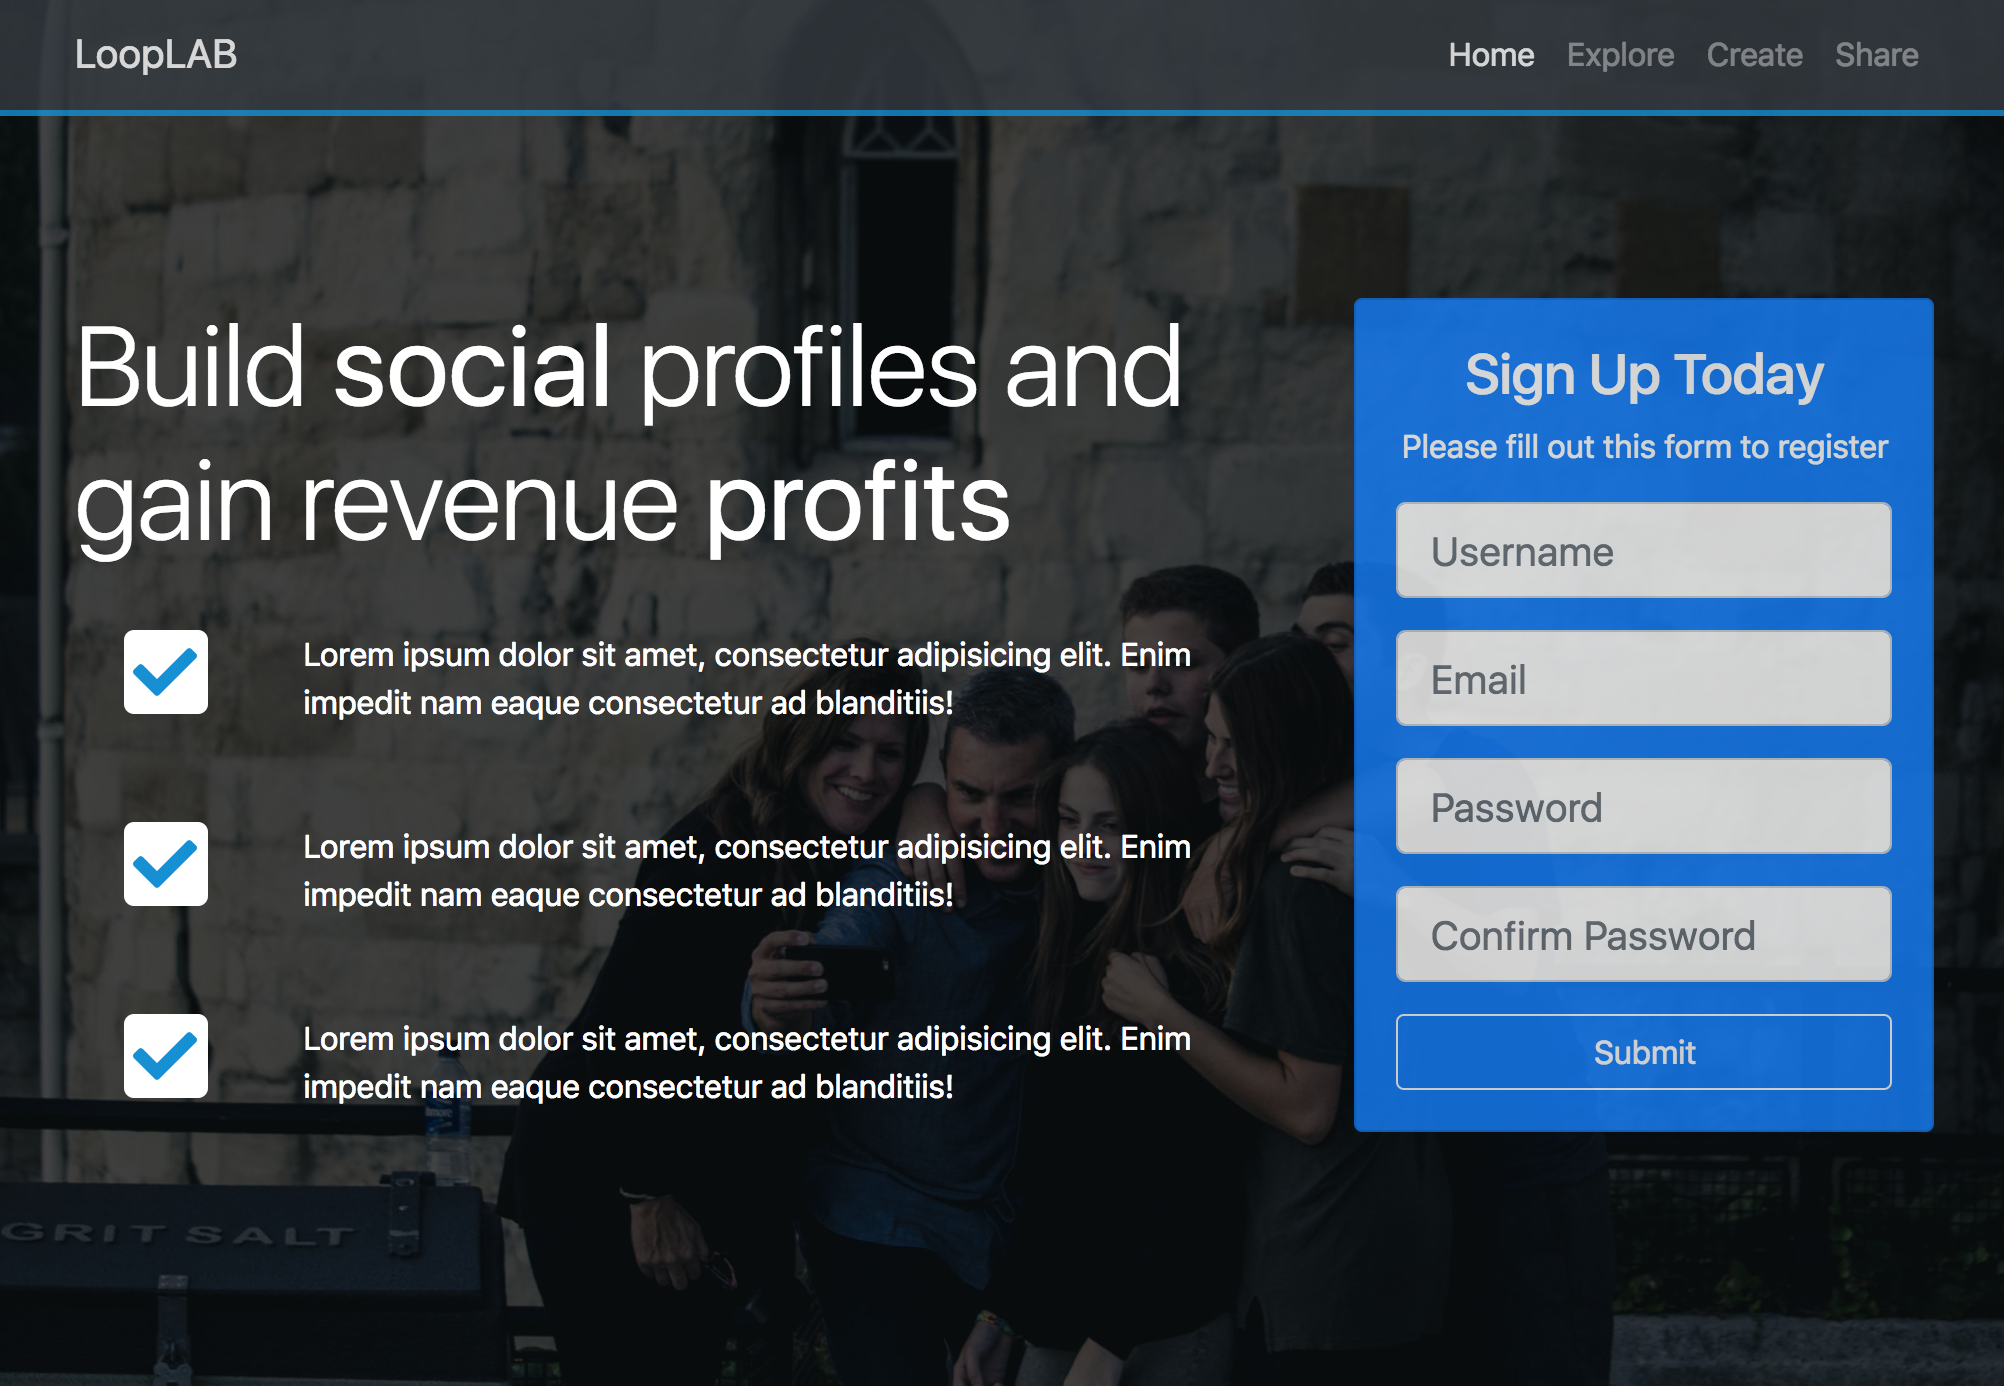 LoopLAB
Home Explore Create Share
Build social profiles and
gain revenue profits
Lorem ipsum dolor sit amet, consectetur adipisicing elit. Enim
impedit nam eaque consectetur ad blanditiis!
Lorem ipsum dolor sit amet, consectetur adipisicing elit. Enim
impedit nam eaque consectetur ad blanditiis!
Lorem ipsum dolor sit amet, consectetur adipisicing elit. Enim
impedit nam eaque consectetur ad blanditiis!
Sign Up Today
Please fill out this form to register
Username
Email
Password
Confirm Password
Submit
GRIT SALT